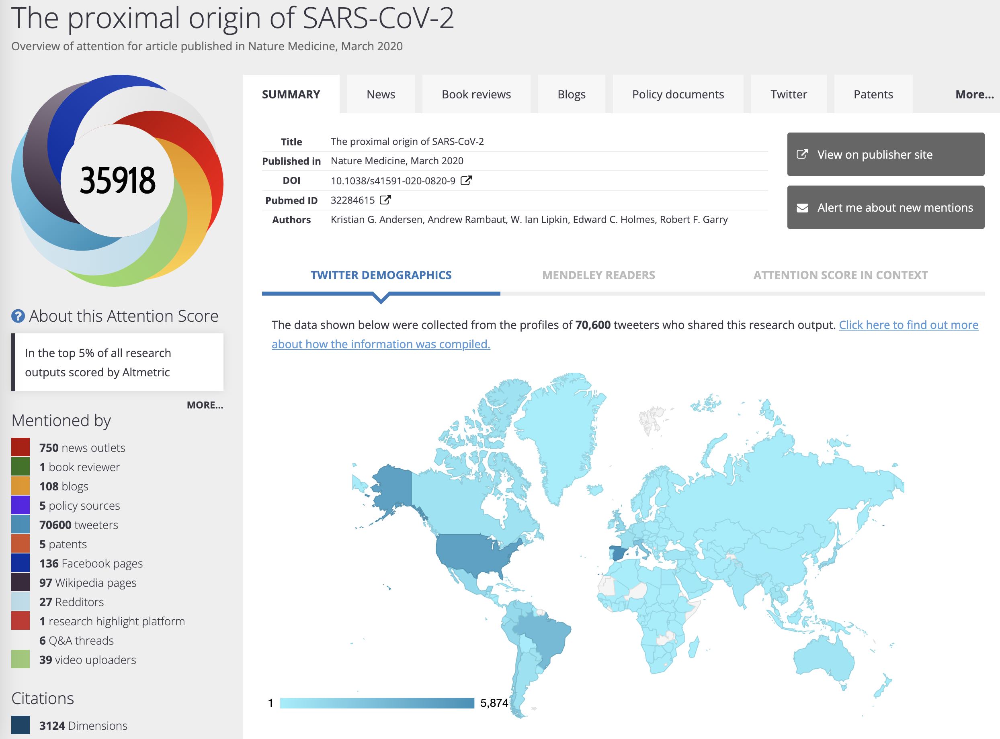 The proximal origin of SARS-CoV-2
Overview of attention for article published in Nature Medicine, March 2020
35918
About this Attention Score
In the top 5% of all research
outputs scored by Altmetric
MORE...
Mentioned by
750 news outlets
1 book reviewer
108 blogs
5 policy sources
70600 tweeters
5 patents
136 Facebook pages
97 Wikipedia pages
27 Redditors
1 research highlight platform
6 Q&A threads
39 video uploaders
Citations
3124 Dimensions
SUMMARY News Book reviews Blogs Policy documents Twitter Patents More...
Title The proximal origin of SARS-CoV-2
Published in Nature Medicine, March 2020
DOI 10.1038/s41591-020-0820-9
Pubmed ID 32284615
Authors Kristian G. Andersen, Andrew Rambaut, W. Ian Lipkin, Edward C. Holmes, Robert F. Garry
View on publisher site
Alert me about new mentions
TWITTER DEMOGRAPHICS MENDELEY READERS ATTENTION SCORE IN CONTEXT
The data shown below were collected from the profiles of 70,600 tweeters who shared this research output. Click here to find out more
about how the information was compiled.
1 5,874